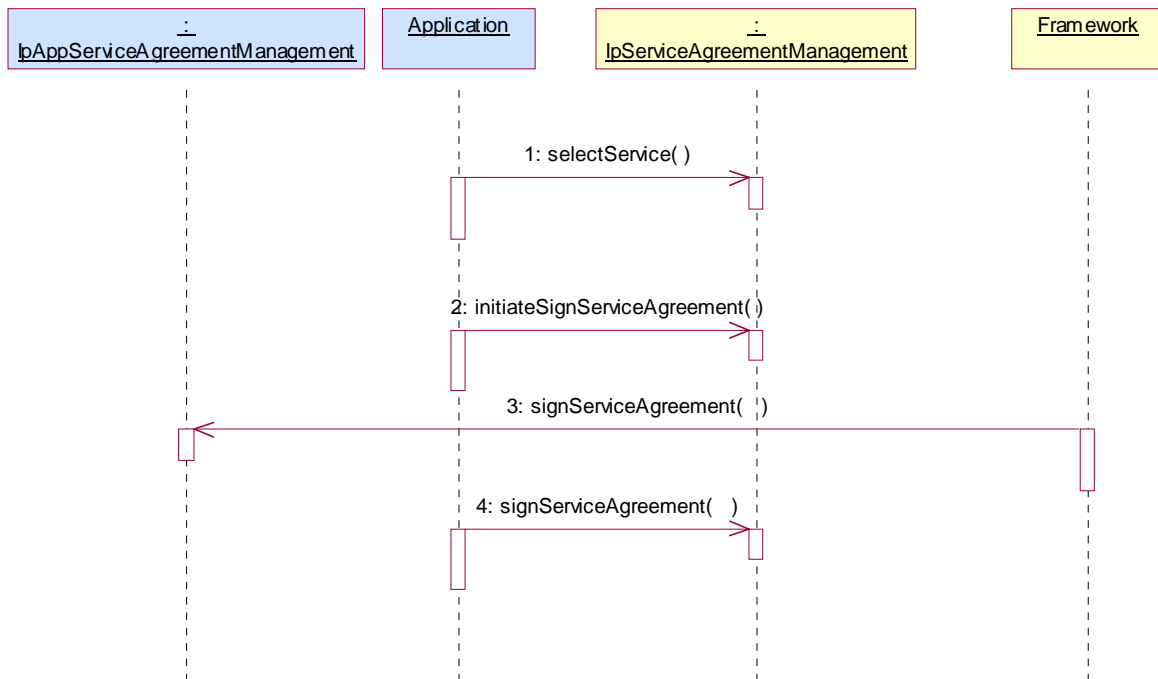 :
IpAppServiceAgreementManagement
Application
:
IpServiceAgreementManagement
Framework
1: selectService( )
2: initiateSignServiceAgreement( )
3: signServiceAgreement( )
4: signServiceAgreement( )